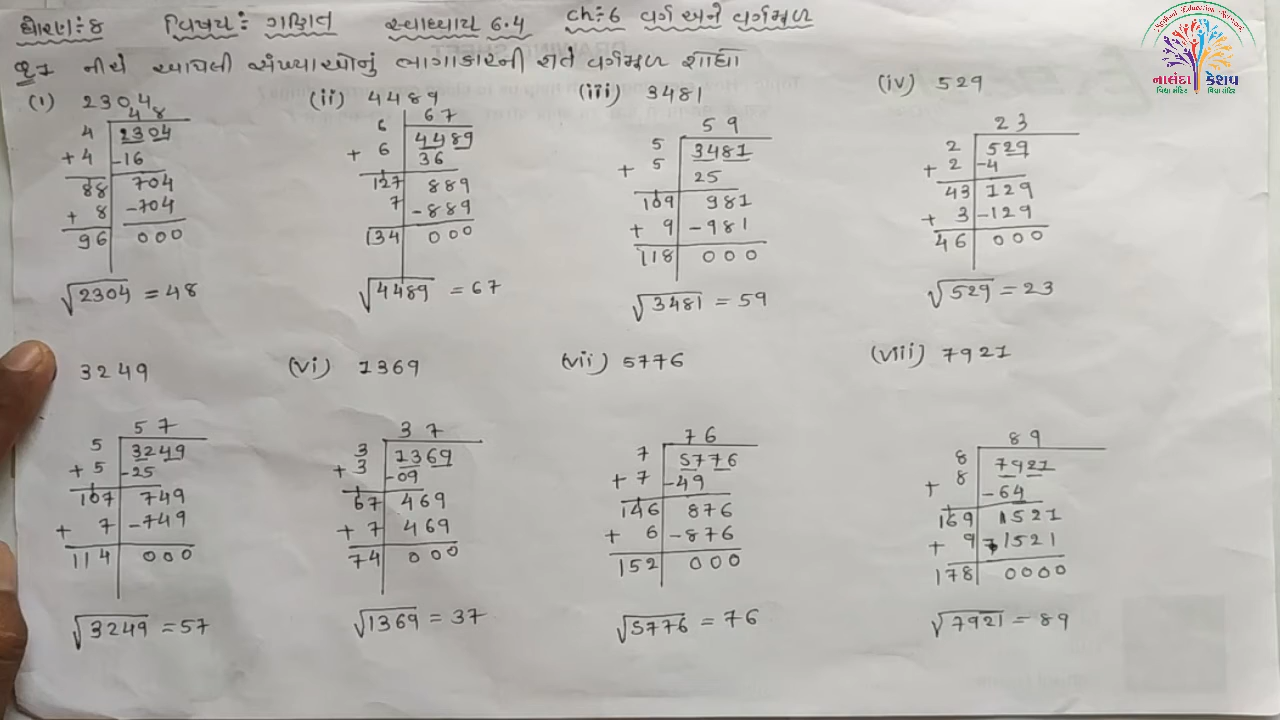 ધોરણ:૮ વિષય: ગણિત સ્વાધ્યાય 6.4 Ch:6 વર્ગ અને વર્ગમૂળ
પ્ર1 નીચે આપેલી સંખ્યાઓનું ભાગાકારની રીતે વર્ગમૂળ શોધો
(i) 2304 (ii) 4489 (iii) 3481 (iv) 529
48 67 59 23
4 2304 6 4489 5 3481 2 529
+4 -16 + 6 36 + 5 25 + 2 -4
88 704 127 889 109 981 43 129
+ 8 -704 7 -889 + 9 -981 + 3 -129
96 000 134 000 118 000 46 000
√2304 = 48 √4489 = 67 √3481 = 59 √529 = 23
3249 (vi) 1369 (vii) 5776 (viii) 7921
57 37 76 89
5 3249 3 1369 7 5776 8 7921
+5 -25 + 3 -09 + 7 -49 + 8 -64
107 749 67 469 146 876 169 1521
+ 7 -749 + 7 469 + 6 -876 + 9 1521
114 000 74 000 152 000 178 0000
√3249 = 57 √1369 = 37 √5776 = 76 √7921 = 89
નાલંદા કેશવ
વિદ્યા મંદિર વિદ્યા મંદિર